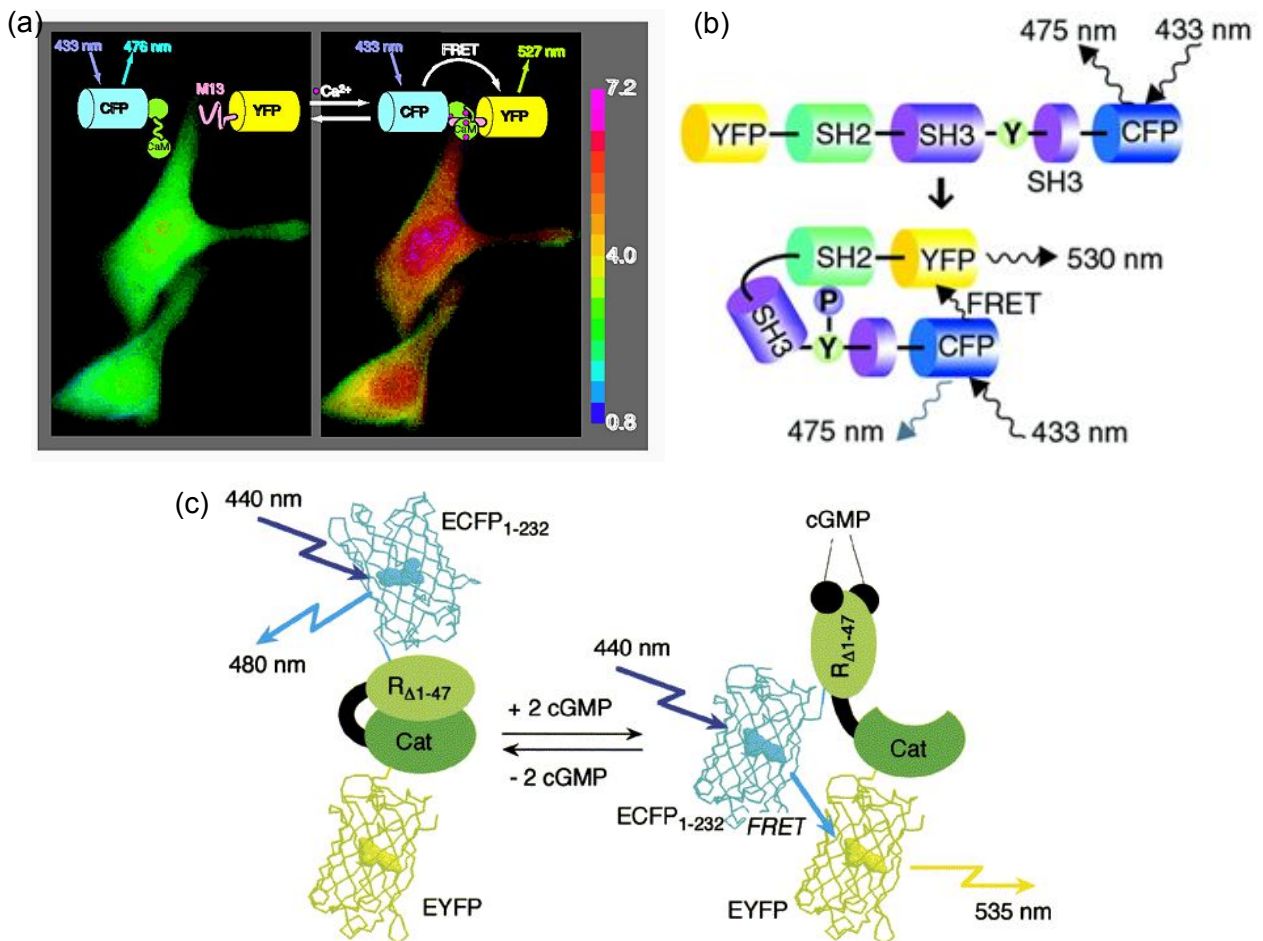 (a)
433 nm
476 nm
433 nm
FRET
527 nm
M13
Ca²⁺
CFP
YFP
CFP
CaM
YFP
CaM
7.2
4.0
0.8
(b)
475 nm
433 nm
YFP
SH2
SH3
Y
CFP
SH3
SH2
YFP
530 nm
P
FRET
SH3
Y
CFP
475 nm
433 nm
(c)
440 nm
ECFP₁₋₂₃₂
cGMP
480 nm
RΔ1-47
440 nm
RΔ1-47
+ 2 cGMP
Cat
Cat
- 2 cGMP
ECFP₁₋₂₃₂
FRET
EYFP
EYFP
535 nm